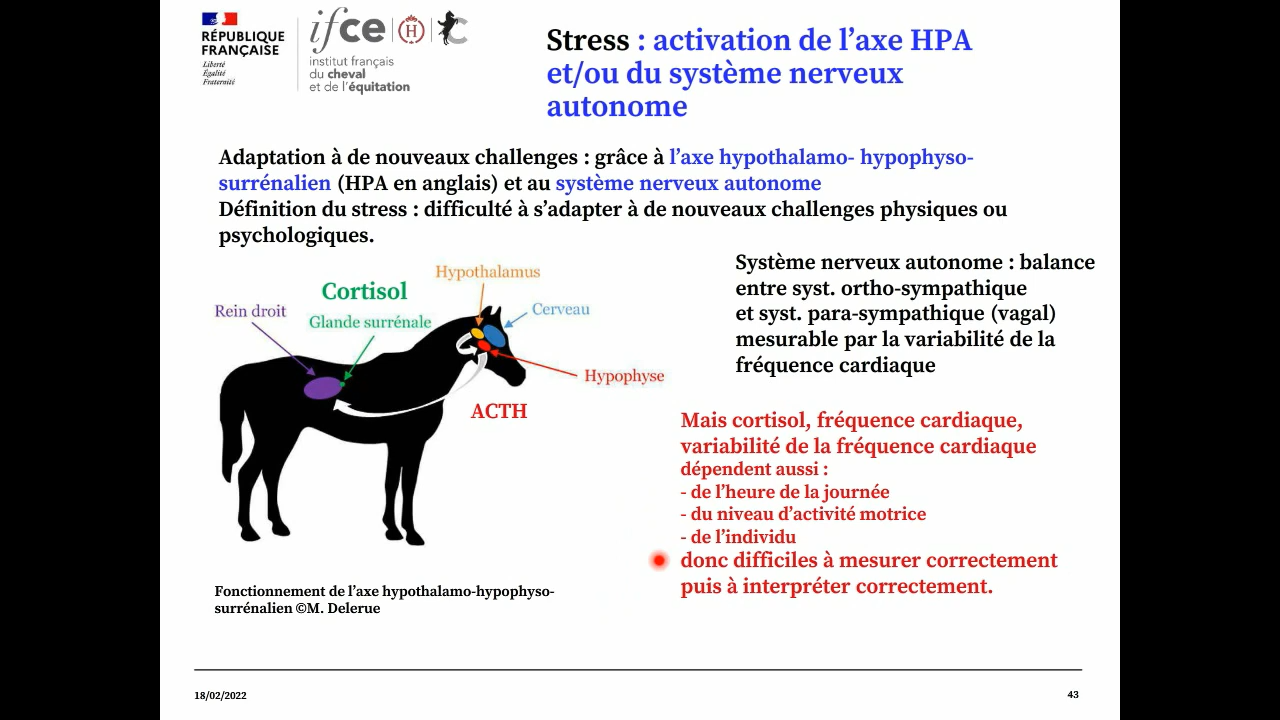 RÉPUBLIQUE
FRANÇAISE
Liberté
Égalité
Fraternité
ifce
H
C
institut français
du cheval
et de l'équitation
Stress : activation de l'axe HPA
et/ou du système nerveux
autonome
Adaptation à de nouveaux challenges : grâce à l'axe hypothalamo- hypophyso-
surrénalien (HPA en anglais) et au système nerveux autonome
Définition du stress : difficulté à s'adapter à de nouveaux challenges physiques ou
psychologiques.
Hypothalamus
Cortisol
Rein droit
Glande surrénale
Cerveau
Hypophyse
ACTH
Système nerveux autonome : balance
entre syst. ortho-sympathique
et syst. para-sympathique (vagal)
mesurable par la variabilité de la
fréquence cardiaque
Mais cortisol, fréquence cardiaque,
variabilité de la fréquence cardiaque
dépendent aussi :
- de l'heure de la journée
- du niveau d'activité motrice
- de l'individu
donc difficiles à mesurer correctement
puis à interpréter correctement.
Fonctionnement de l'axe hypothalamo-hypophyso-
surrénalien ©M. Delerue
18/02/2022
43